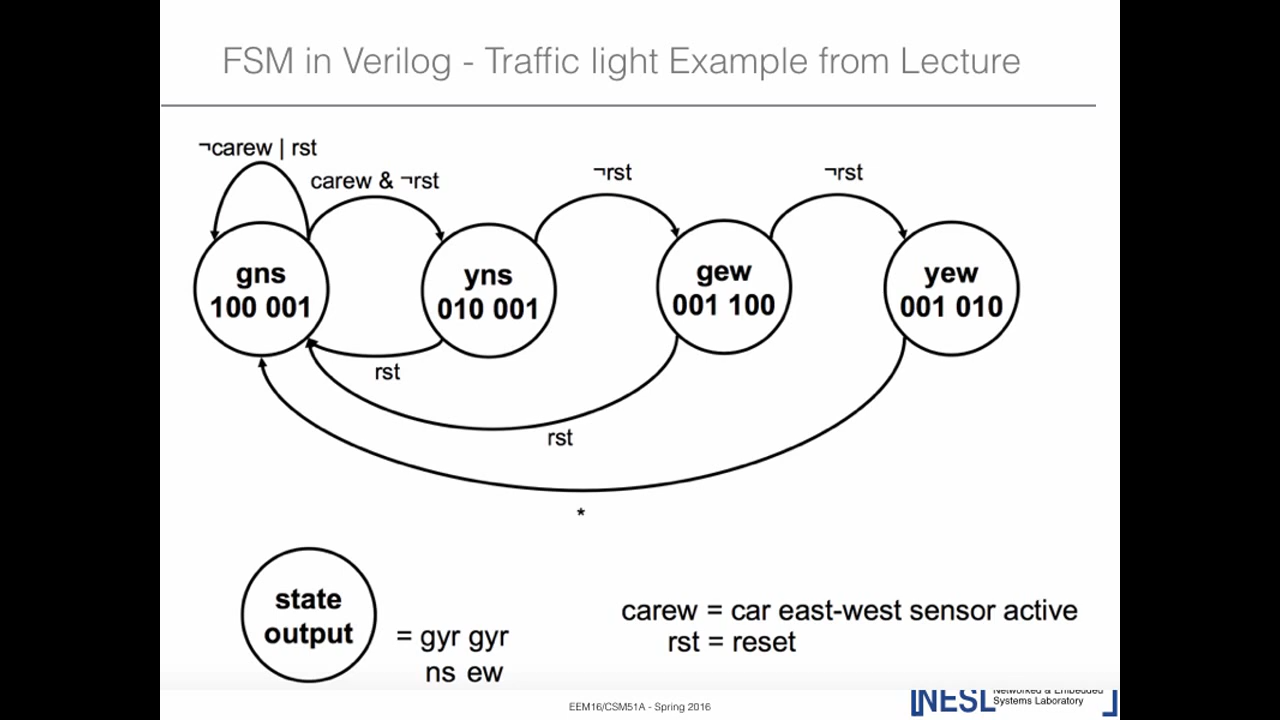 FSM in Verilog - Traffic light Example from Lecture
¬carew | rst
carew & ¬rst
¬rst
¬rst
gns
100 001
yns
010 001
gew
001 100
yew
001 010
rst
rst
*
state
output
= gyr gyr
ns ew
carew = car east-west sensor active
rst = reset
EEM16/CSM51A - Spring 2016
NESL
Networked & Embedded
Systems Laboratory